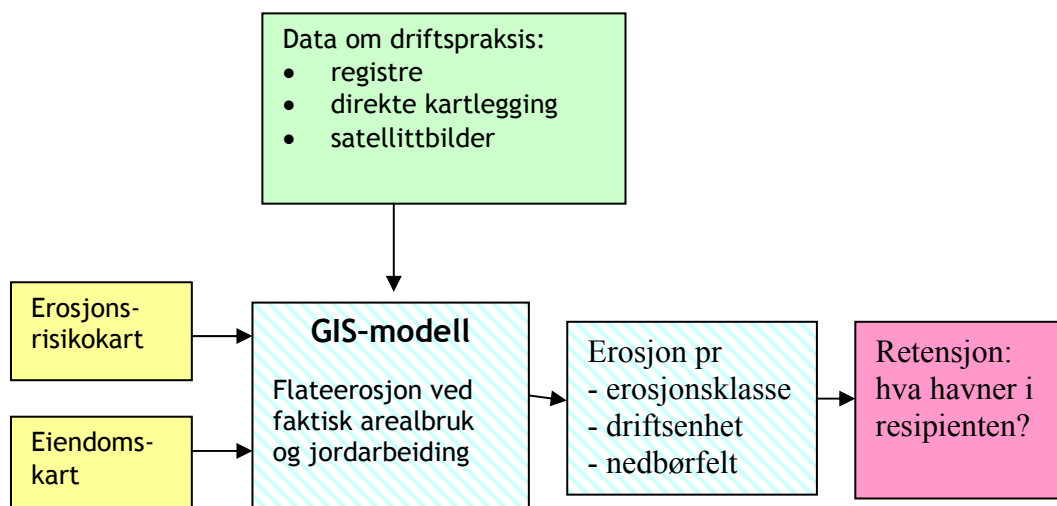 Data om driftspraksis:
• registre
• direkte kartlegging
• satellittbilder
Erosjons-
risikokart
Eiendoms-
kart
GIS-modell
Flateerosjon ved
faktisk arealbruk
og jordarbeiding
Erosjon pr
- erosjonsklasse
- driftsenhet
- nedbørfelt
Retensjon:
hva havner i
resipienten?